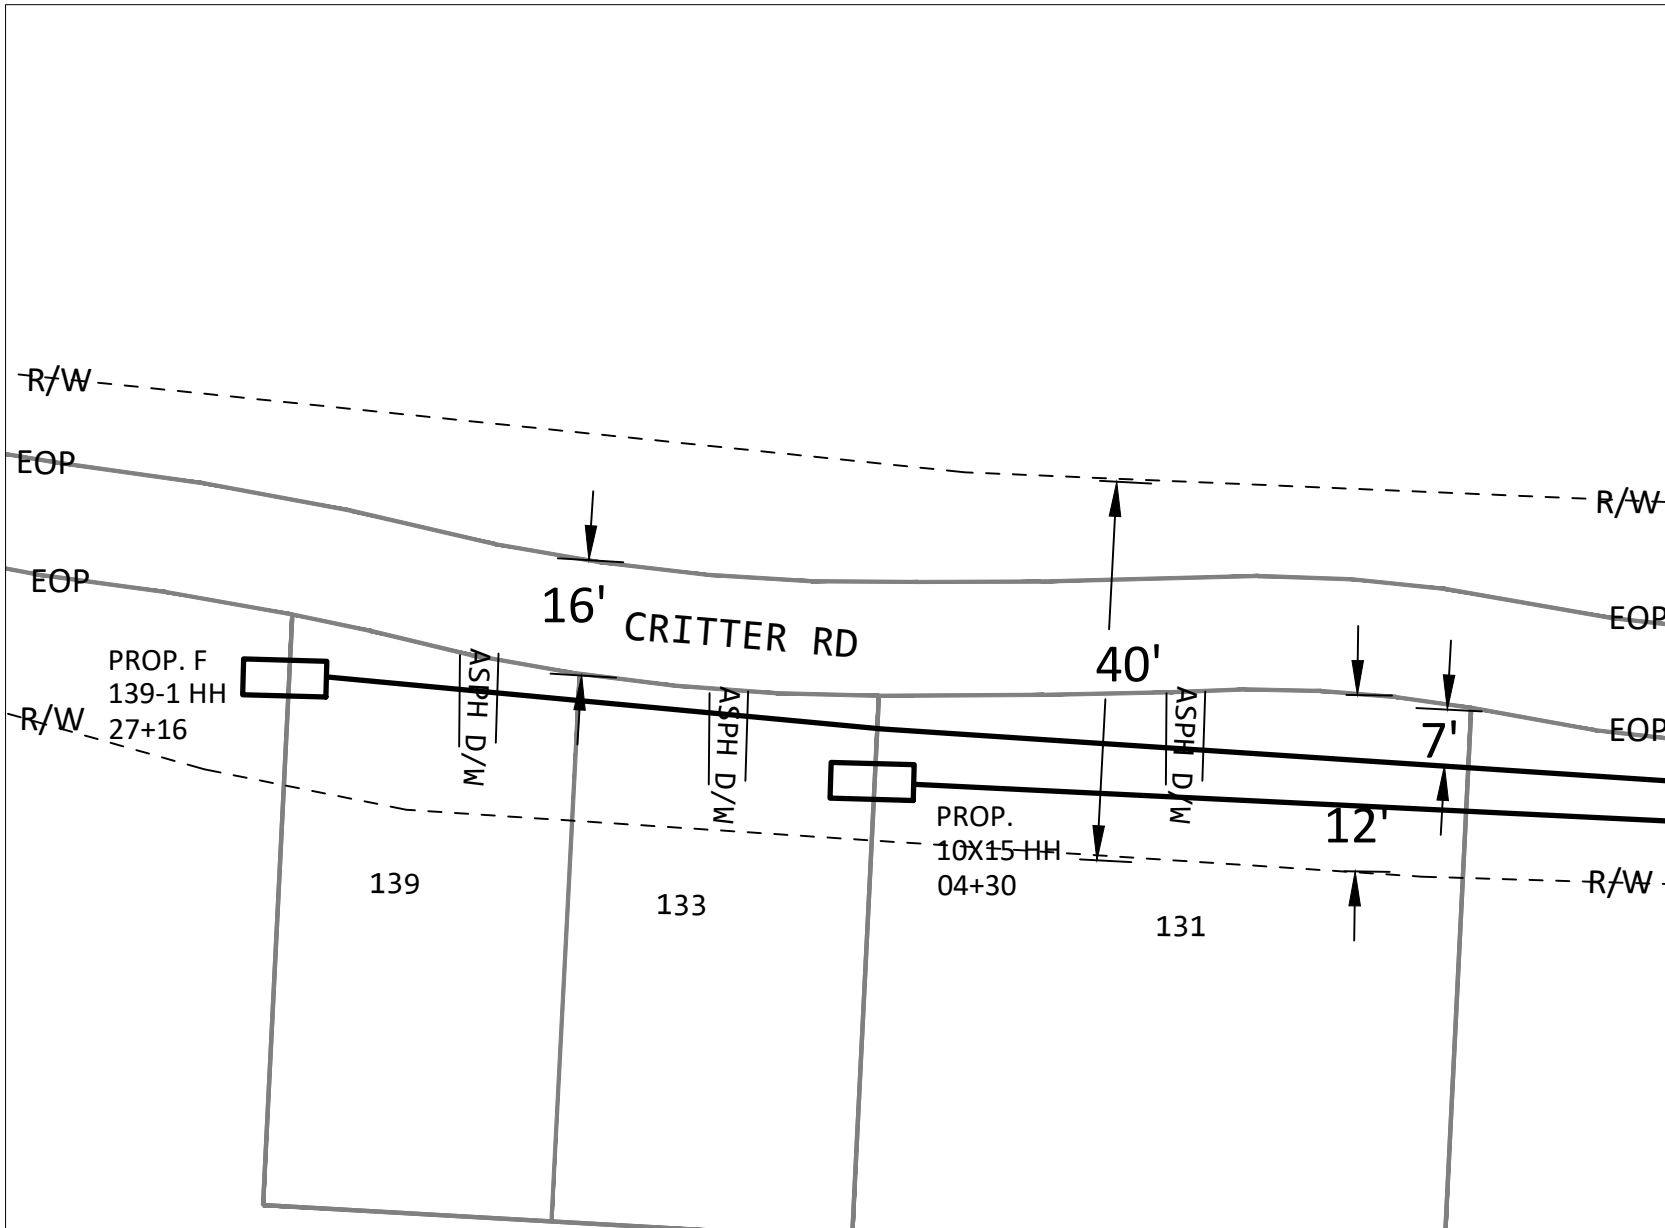 R/W
EOP
R/W
EOP
16'
CRITTER RD
EOP
40'
PROP. F
139-1 HH
27+16
ASPH D/W
ASPH D/W
ASPH D/W
R/W
7'
EOP
PROP.
10X15 HH
04+30
12'
R/W
139
133
131